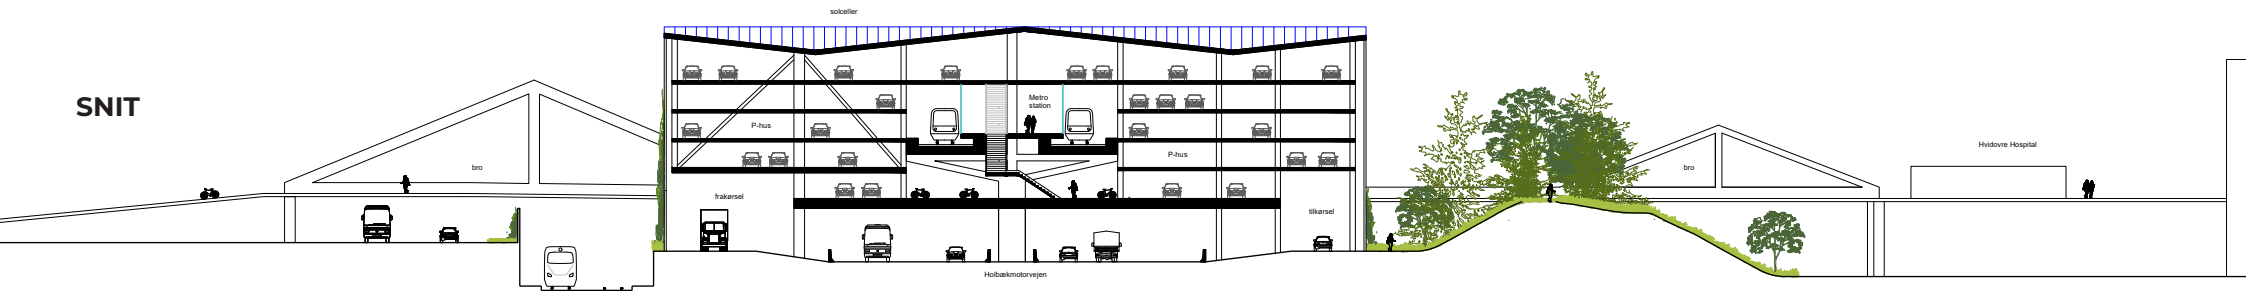 solceller
SNIT
Metro
station
P-hus
bro
P-hus
Hvidovre Hospital
bro
frakørsel
tilkørsel
Holbækmotorvejen